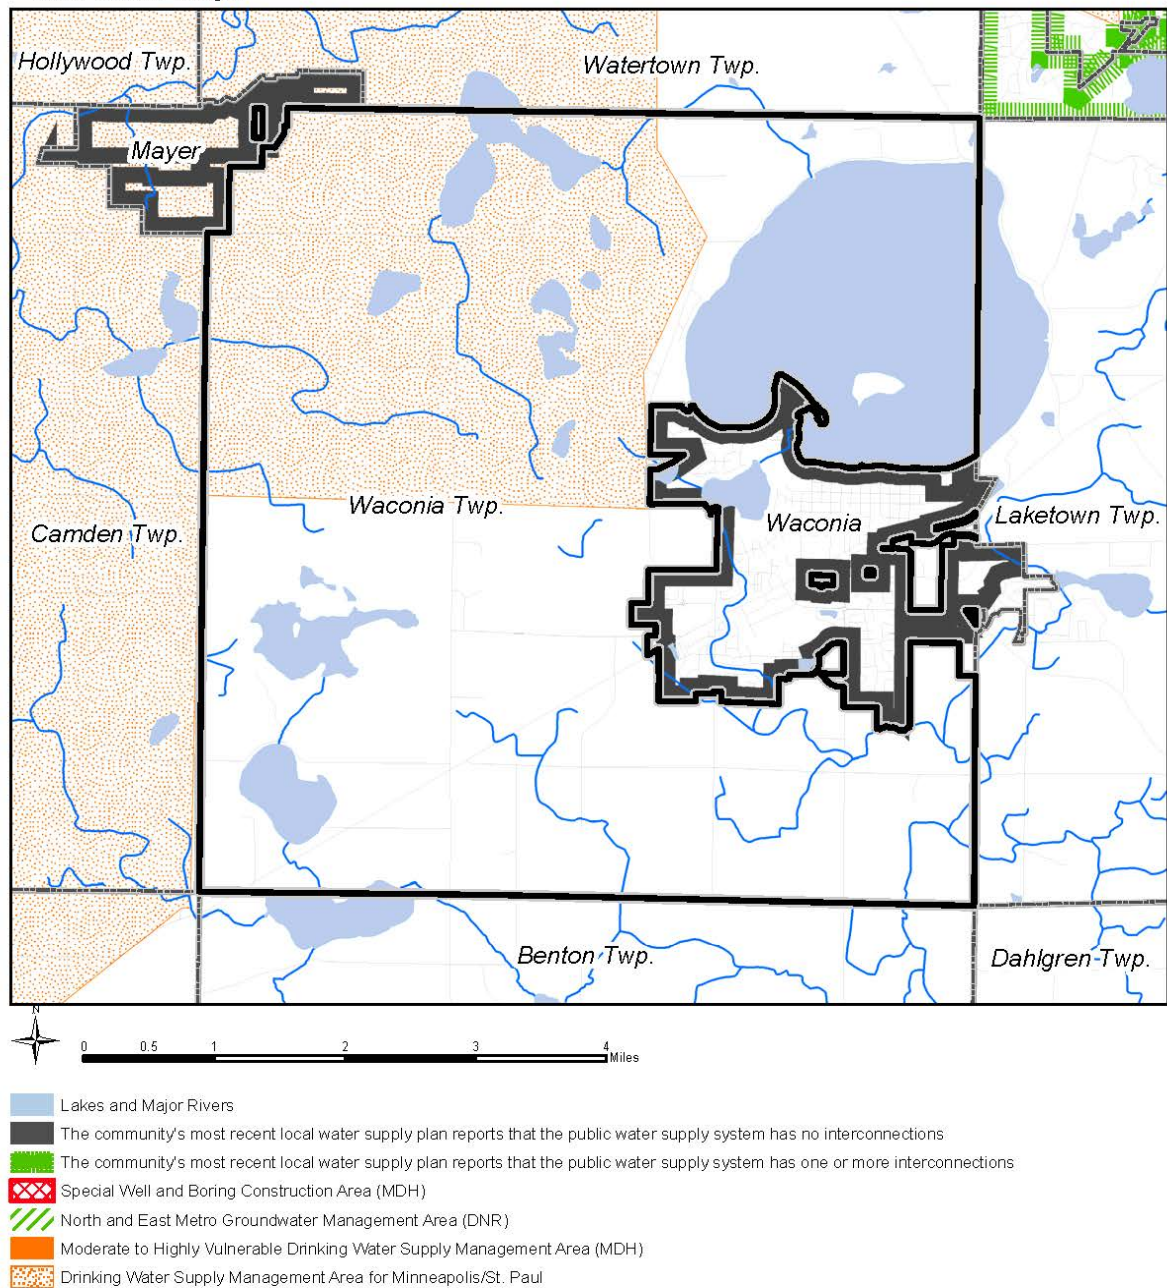 Hollywood Twp.
Watertown Twp.
Mayer
Waconia Twp.
Waconia
Laketown Twp.
Camden Twp.
Benton Twp.
Dahlgren Twp.
N
0 0.5 1 2 3 4
Miles
Lakes and Major Rivers
The community's most recent local water supply plan reports that the public water supply system has no interconnections
The community's most recent local water supply plan reports that the public water supply system has one or more interconnections
Special Well and Boring Construction Area (MDH)
North and East Metro Groundwater Management Area (DNR)
Moderate to Highly Vulnerable Drinking Water Supply Management Area (MDH)
Drinking Water Supply Management Area for Minneapolis/St. Paul